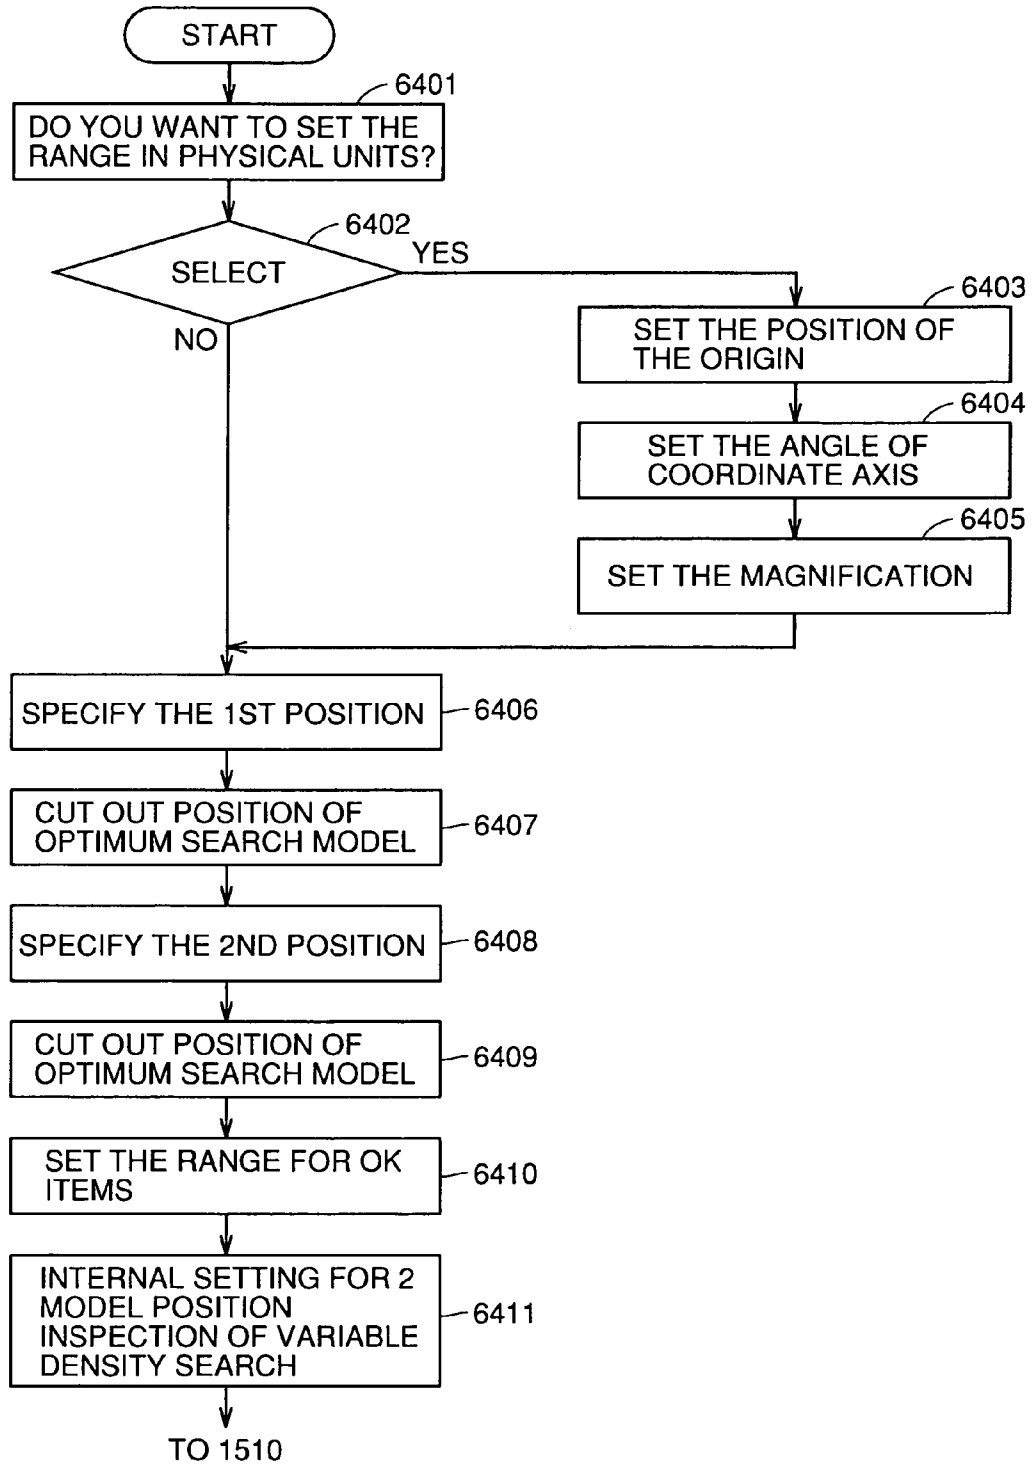 START
6401
DO YOU WANT TO SET THE
RANGE IN PHYSICAL UNITS?
6402
SELECT
YES
NO
6403
SET THE POSITION OF
THE ORIGIN
6404
SET THE ANGLE OF
COORDINATE AXIS
6405
SET THE MAGNIFICATION
SPECIFY THE 1ST POSITION
6406
CUT OUT POSITION OF
OPTIMUM SEARCH MODEL
6407
SPECIFY THE 2ND POSITION
6408
CUT OUT POSITION OF
OPTIMUM SEARCH MODEL
6409
SET THE RANGE FOR OK
ITEMS
6410
INTERNAL SETTING FOR 2
MODEL POSITION
INSPECTION OF VARIABLE
DENSITY SEARCH
6411
TO 1510